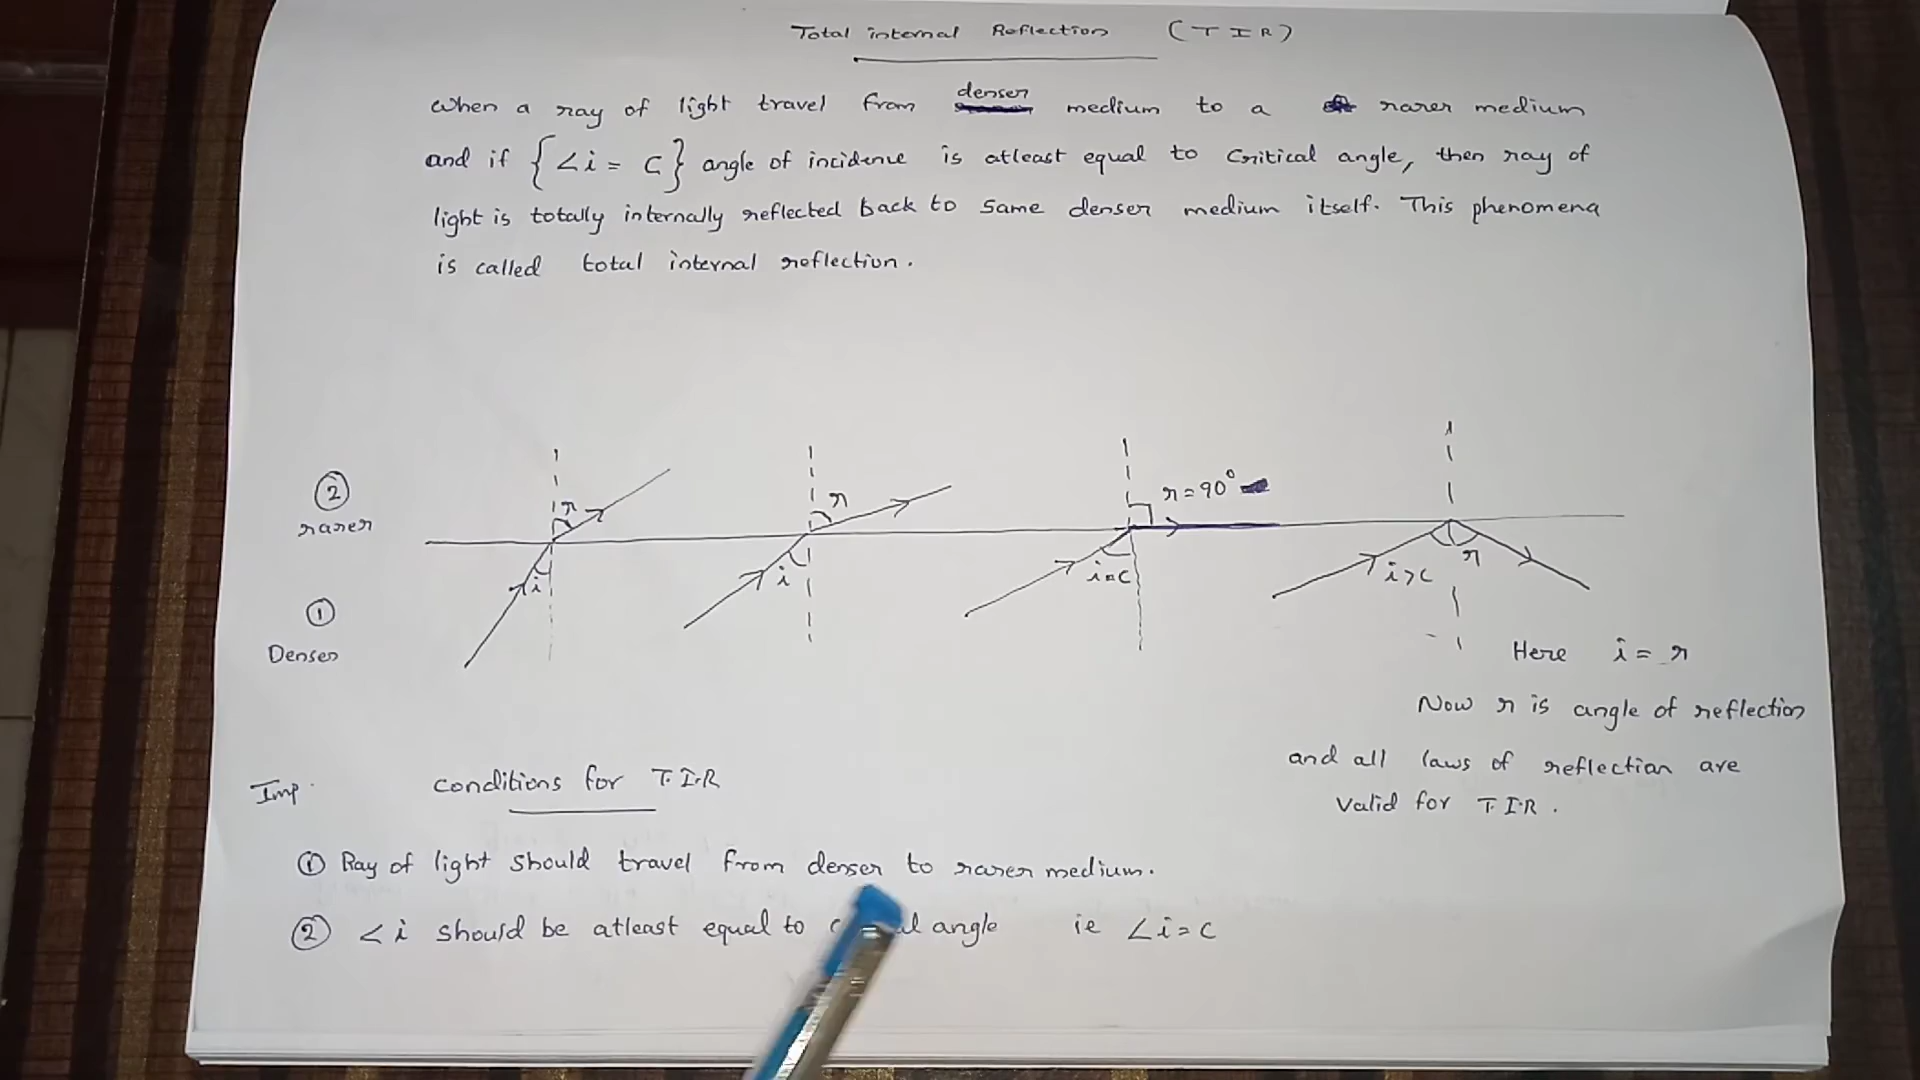 Total internal Reflection (TIR)
When a ray of light travel from denser medium to a rarer medium
and if {∠i = C} angle of incidence is atleast equal to critical angle, then ray of
light is totally internally reflected back to same denser medium itself. This phenomena
is called total internal reflection.
② rarer
r
r
r = 90°
① Denser
i
i
i = c
i > c
r
Here i = r
Now r is angle of reflection
and all laws of reflection are
valid for T.I.R.
Imp. Conditions for T.I.R
① Ray of light should travel from denser to rarer medium.
② ∠i should be atleast equal to angle ie ∠i = c